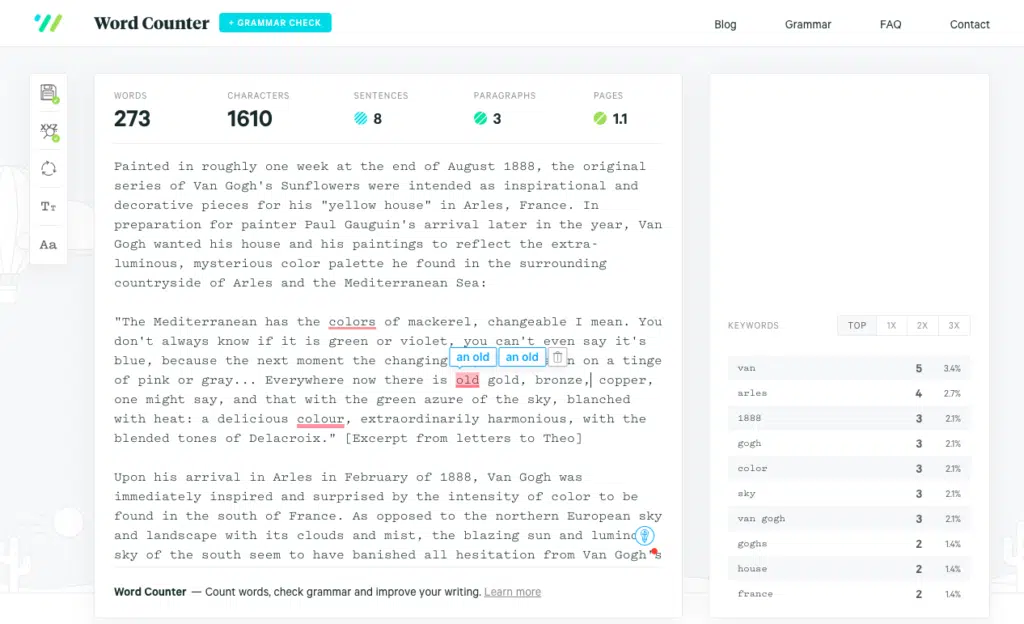 Word Counter
+ GRAMMAR CHECK
Blog
Grammar
FAQ
Contact
WORDS
273
CHARACTERS
1610
SENTENCES
8
PARAGRAPHS
3
PAGES
1.1
Tт
Aa
Painted in roughly one week at the end of August 1888, the original
series of Van Gogh's Sunflowers were intended as inspirational and
decorative pieces for his "yellow house" in Arles, France. In
preparation for painter Paul Gauguin's arrival later in the year, Van
Gogh wanted his house and his paintings to reflect the extra-
luminous, mysterious color palette he found in the surrounding
countryside of Arles and the Mediterranean Sea:
"The Mediterranean has the colors of mackerel, changeable I mean. You
don't always know if it is green or violet, you can't even say it's
blue, because the next moment the changing on a tinge
an old
an old
of pink or gray... Everywhere now there is old gold, bronze, copper,
one might say, and that with the green azure of the sky, blanched
with heat: a delicious colour, extraordinarily harmonious, with the
blended tones of Delacroix." [Excerpt from letters to Theo]
Upon his arrival in Arles in February of 1888, Van Gogh was
immediately inspired and surprised by the intensity of color to be
found in the south of France. As opposed to the northern European sky
and landscape with its clouds and mist, the blazing sun and
sky of the south seem to have banished all hesitation from Van Gogh's
Word Counter — Count words, check grammar and improve your writing. Learn more
KEYWORDS
TOP
1X
2X
3X
van 5 3.4%
arles 4 2.7%
1888 3 2.1%
gogh 3 2.1%
color 3 2.1%
sky 3 2.1%
van gogh 3 2.1%
goghs 2 1.4%
house 2 1.4%
france 2 1.4%